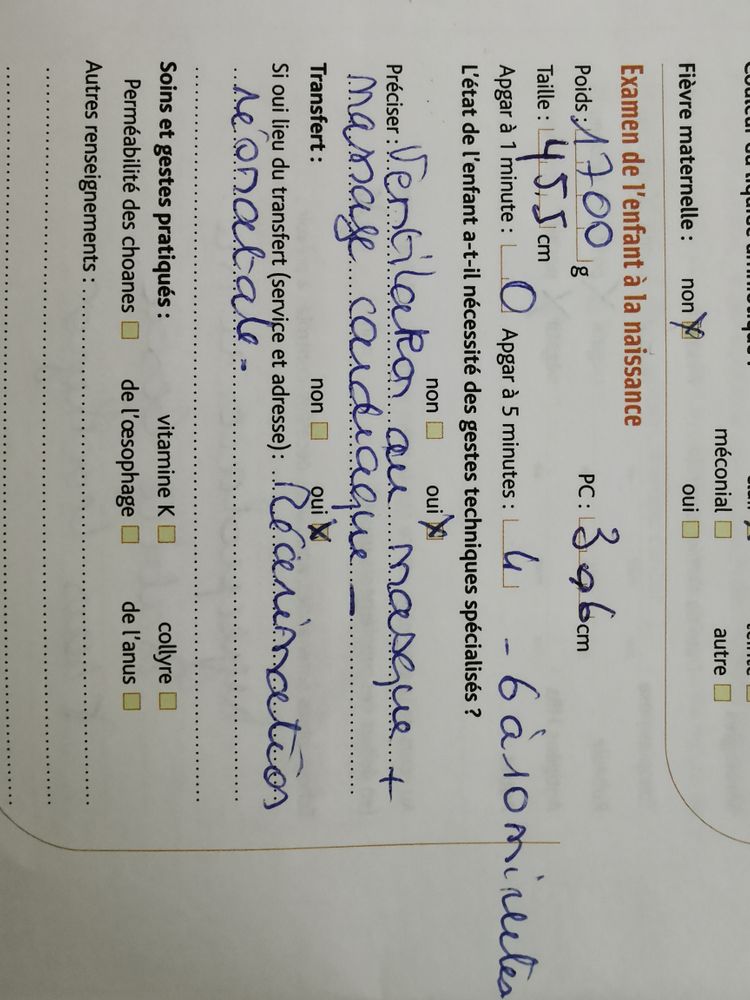 Fièvre maternelle : non ☒ oui ☐
méconial ☐ autre ☐
Examen de l'enfant à la naissance
Poids : 1700 g PC : 30,6 cm
Taille : 45,5 cm
Apgar à 1 minute : 0 Apgar à 5 minutes : 4 - 6 à 10 minutes
L'état de l'enfant a-t-il nécessité des gestes techniques spécialisés ?
non ☐ oui ☒
Préciser : Ventilation au masque +
massage cardiaque -
Transfert : non ☐ oui ☒
Si oui lieu du transfert (service et adresse) : Réanimation
néonatale -
Soins et gestes pratiqués : vitamine K ☐ collyre ☐
Perméabilité des choanes ☐ de l'œsophage ☐ de l'anus ☐
Autres renseignements :